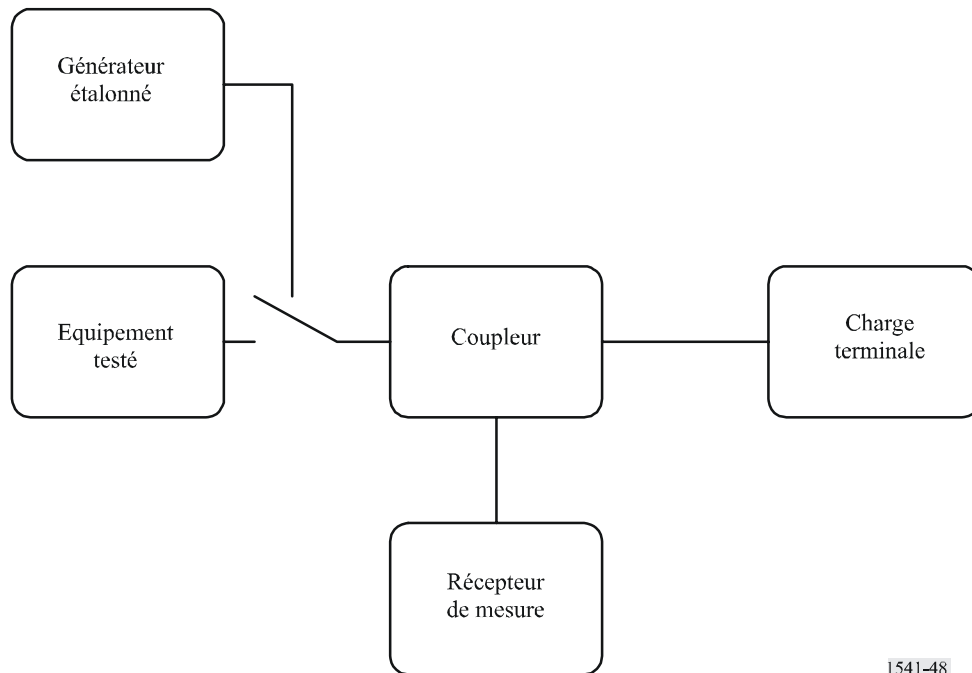 Générateur
étalonné
Equipement
testé
Coupleur
Charge
terminale
Récepteur
de mesure
1541-48